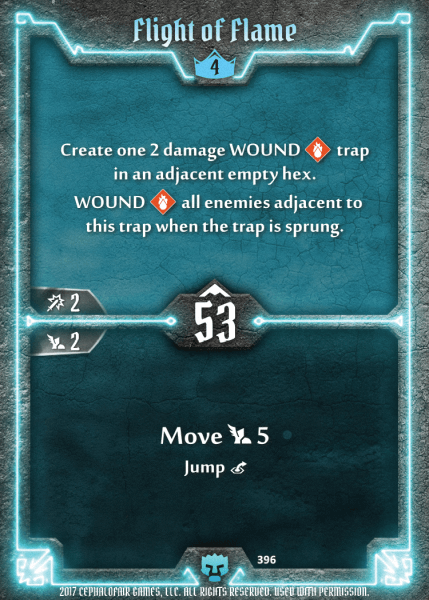 Flight of Flame
4
Create one 2 damage WOUND trap
in an adjacent empty hex.
WOUND all enemies adjacent to
this trap when the trap is sprung.
2
53
2
Move 5
Jump
396
2017 CEPHALOFAIR GAMES, LLC. ALL RIGHTS RESERVED. USED WITH PERMISSION.